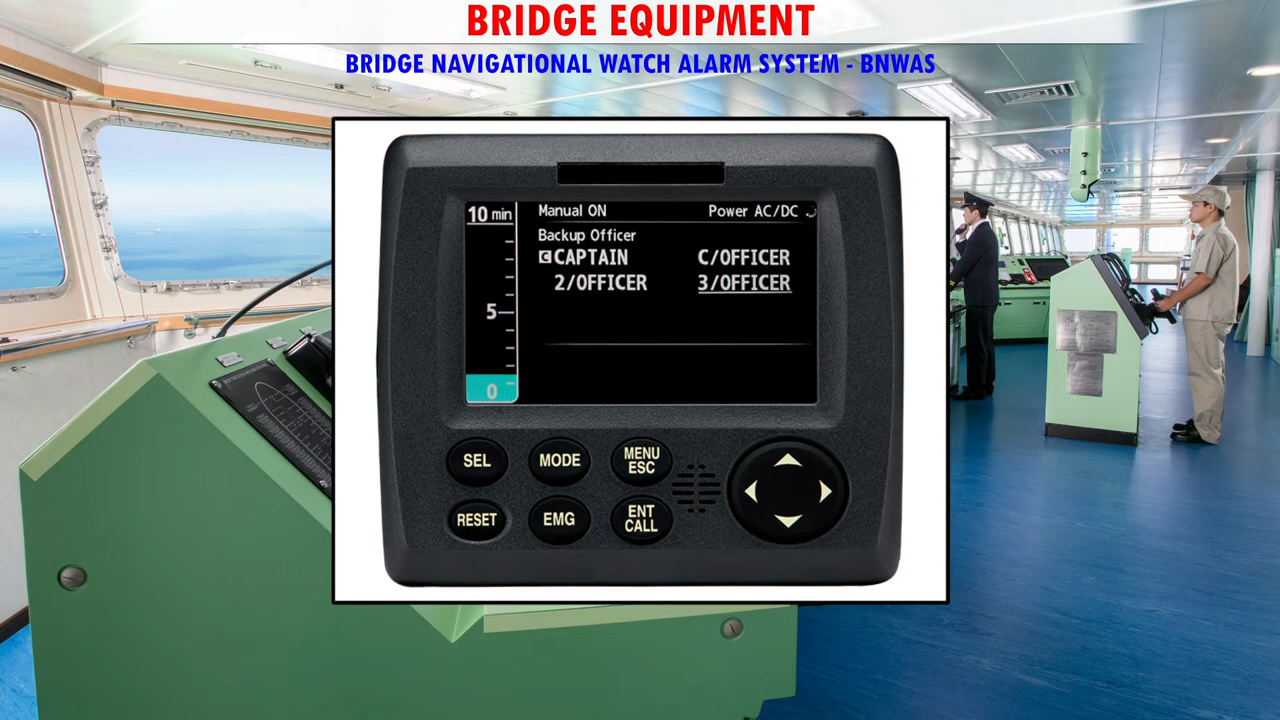 BRIDGE EQUIPMENT
BRIDGE NAVIGATIONAL WATCH ALARM SYSTEM - BNWAS
10 min
Manual ON
Power AC/DC
Backup Officer
C CAPTAIN
C/OFFICER
2/OFFICER
3/OFFICER
5
0
SEL
MODE
MENU
ESC
RESET
EMG
ENT
CALL